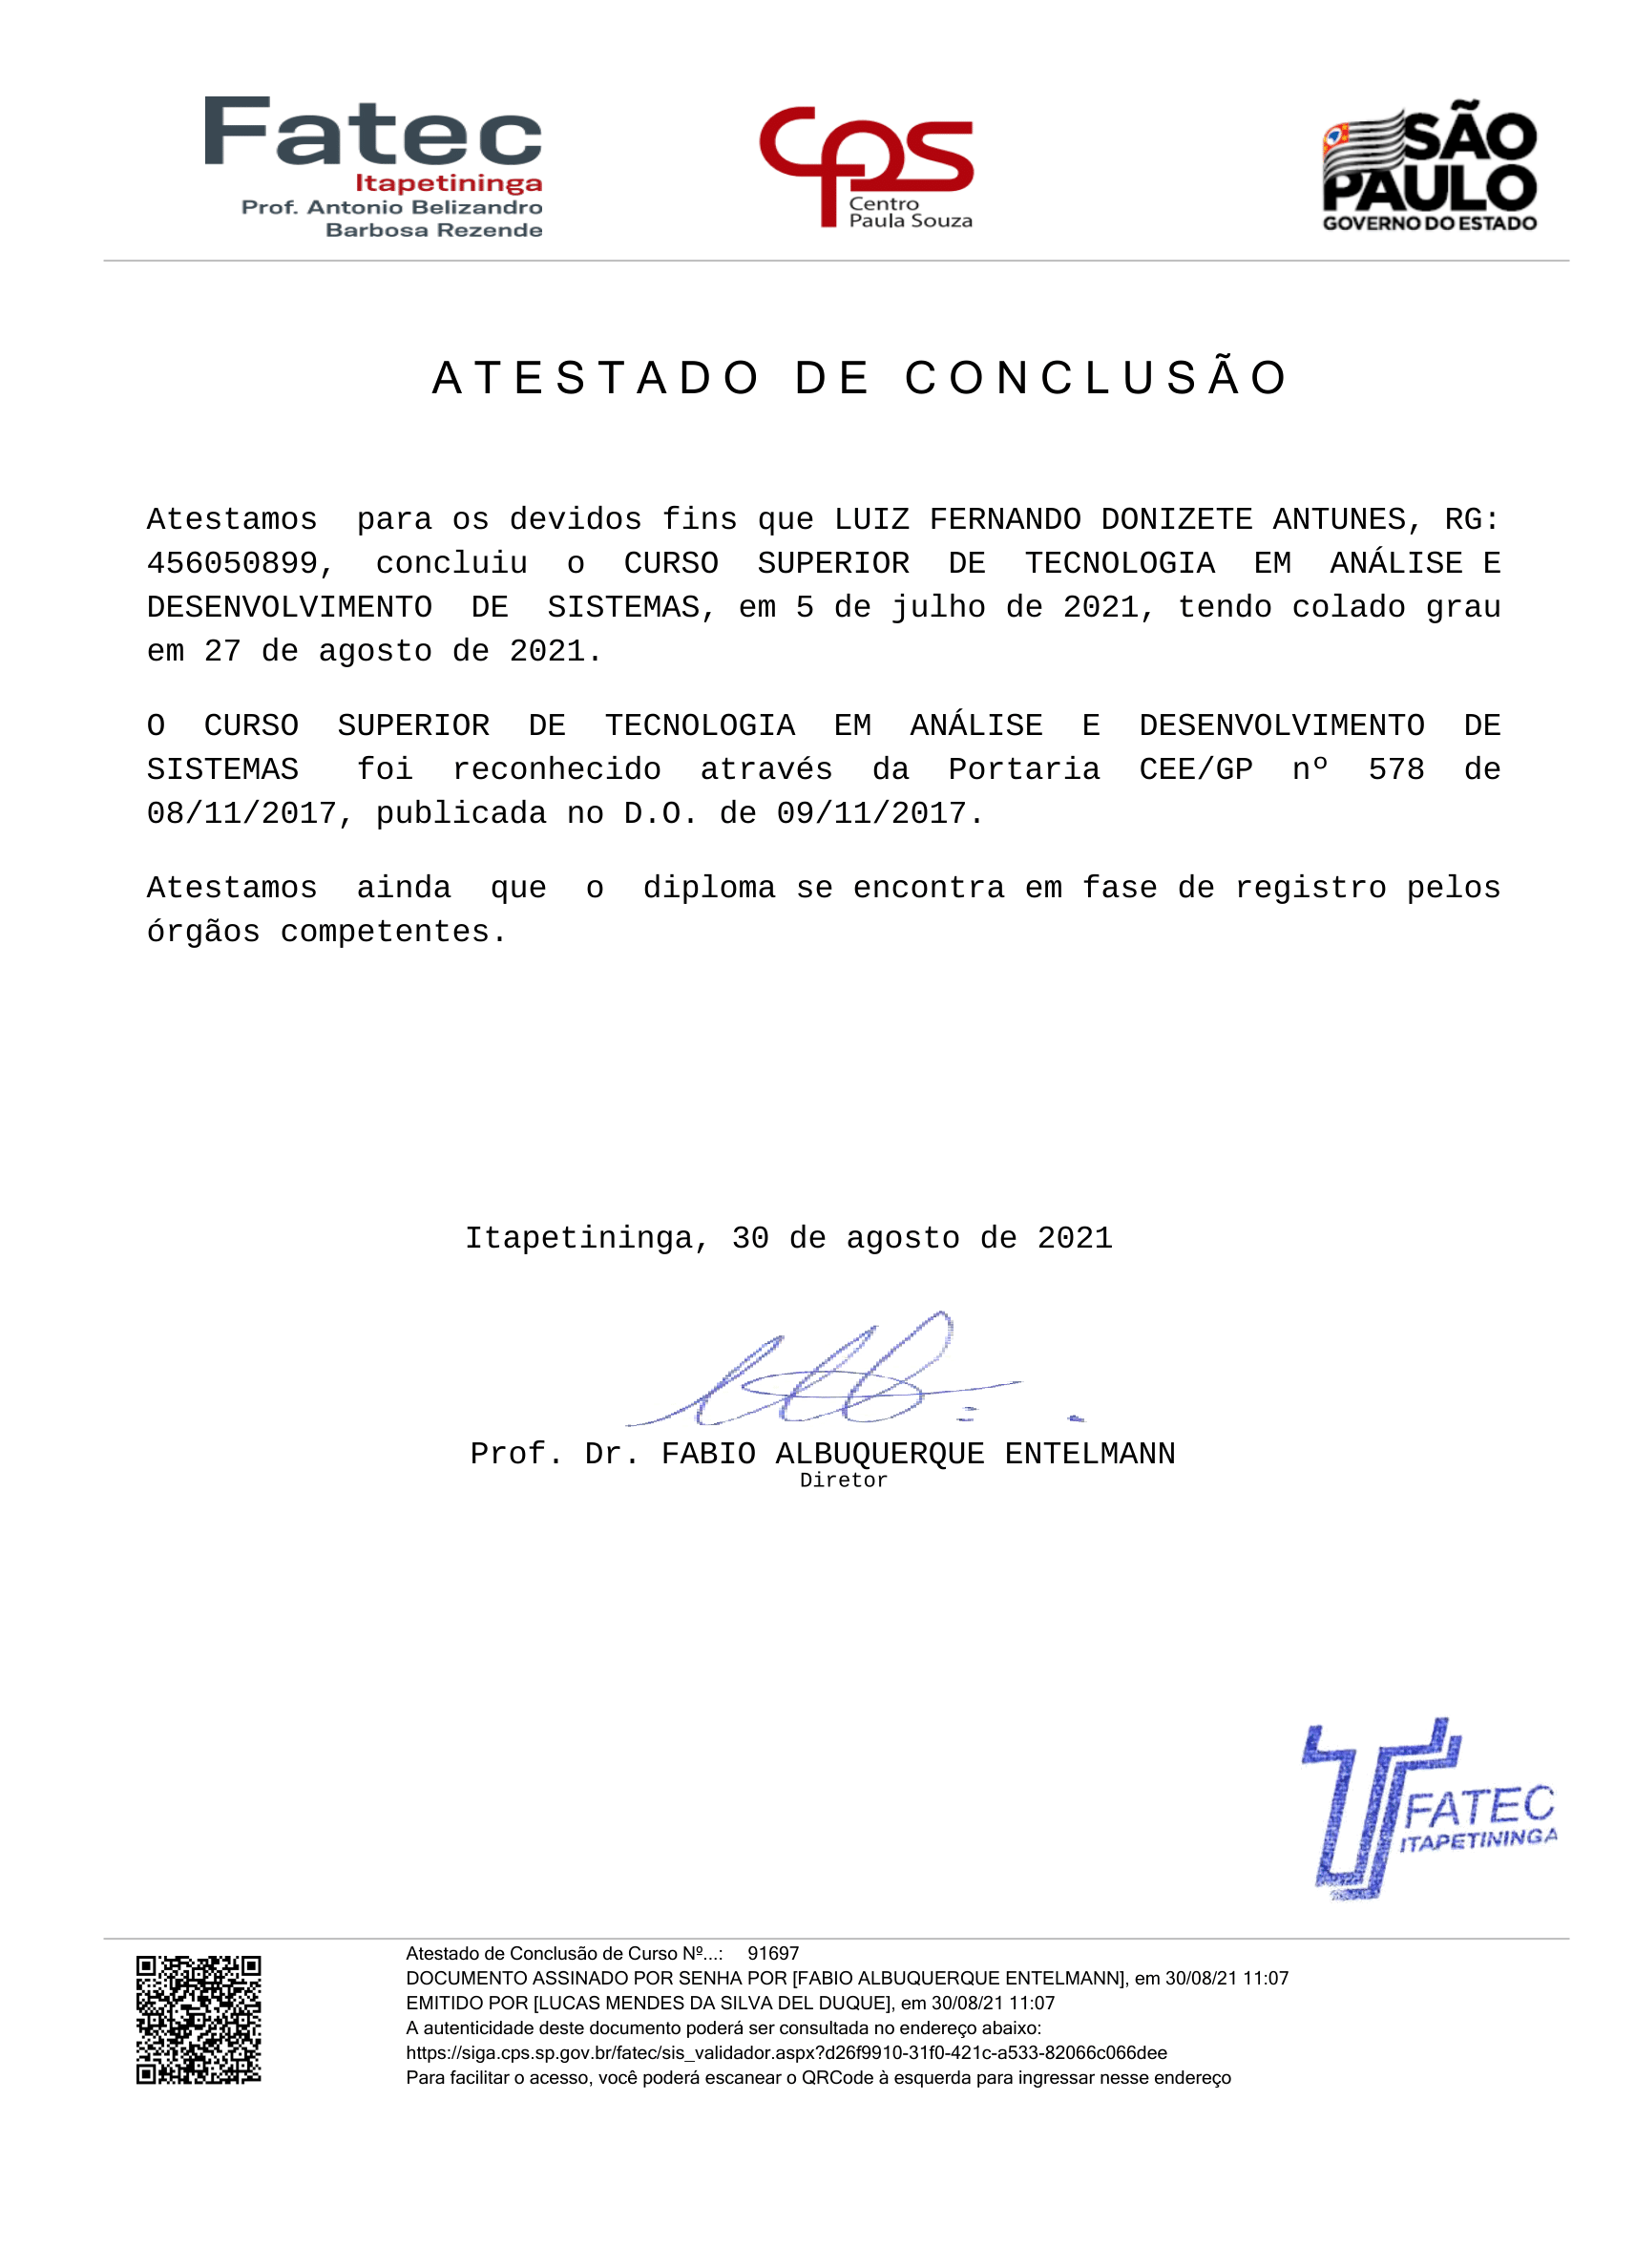 Fatec
Itapetininga
Prof. Antonio Belizandro
Barbosa Rezende
CPS
Centro
Paula Souza
SÃO
PAULO
GOVERNO DO ESTADO
ATESTADO DE CONCLUSÃO
Atestamos para os devidos fins que LUIZ FERNANDO DONIZETE ANTUNES, RG:
456050899, concluiu o CURSO SUPERIOR DE TECNOLOGIA EM ANÁLISE E
DESENVOLVIMENTO DE SISTEMAS, em 5 de julho de 2021, tendo colado grau
em 27 de agosto de 2021.
O CURSO SUPERIOR DE TECNOLOGIA EM ANÁLISE E DESENVOLVIMENTO DE
SISTEMAS foi reconhecido através da Portaria CEE/GP nº 578 de
08/11/2017, publicada no D.O. de 09/11/2017.
Atestamos ainda que o diploma se encontra em fase de registro pelos
órgãos competentes.
Itapetininga, 30 de agosto de 2021
Prof. Dr. FABIO ALBUQUERQUE ENTELMANN
Diretor
FATEC
ITAPETININGA
Atestado de Conclusão de Curso Nº...: 91697
DOCUMENTO ASSINADO POR SENHA POR [FABIO ALBUQUERQUE ENTELMANN], em 30/08/21 11:07
EMITIDO POR [LUCAS MENDES DA SILVA DEL DUQUE], em 30/08/21 11:07
A autenticidade deste documento poderá ser consultada no endereço abaixo:
https://siga.cps.sp.gov.br/fatec/sis_validador.aspx?d26f9910-31f0-421c-a533-82066c066dee
Para facilitar o acesso, você poderá escanear o QRCode à esquerda para ingressar nesse endereço